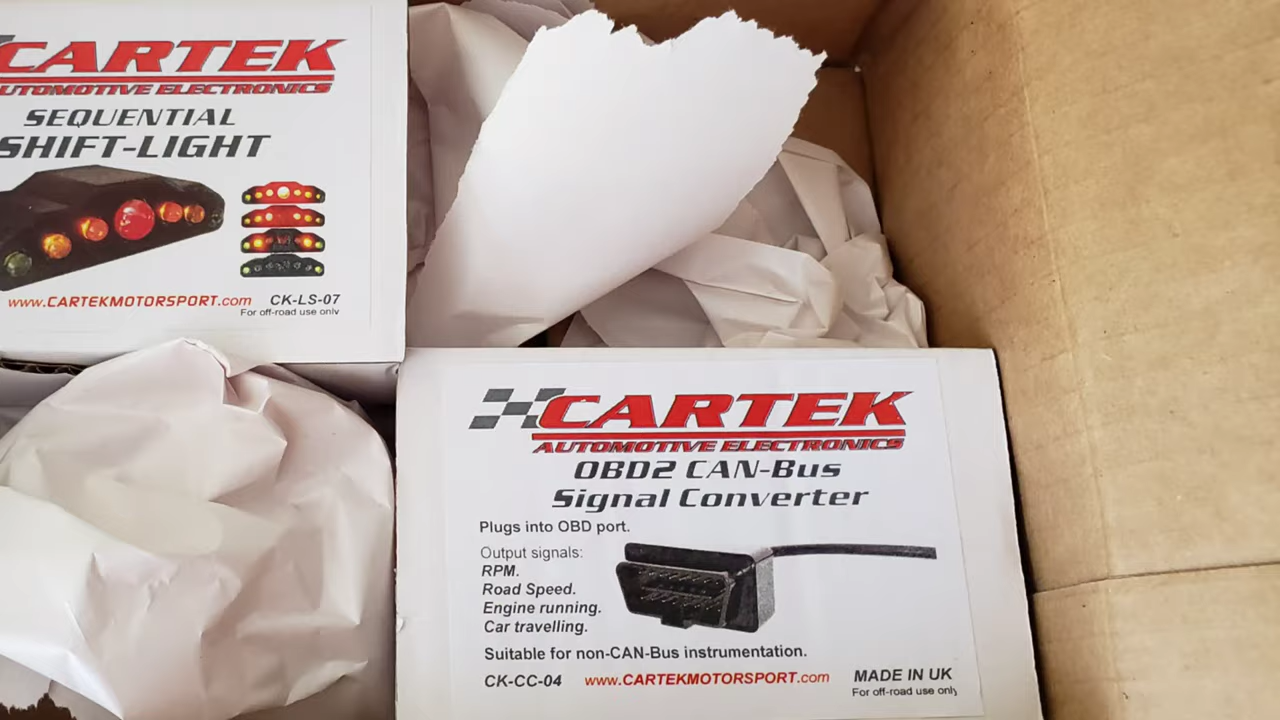 CARTEK
AUTOMOTIVE ELECTRONICS
SEQUENTIAL
SHIFT-LIGHT
www.CARTEKMOTORSPORT.com CK-LS-07
For off-road use only
CARTEK
AUTOMOTIVE ELECTRONICS
OBD2 CAN-Bus
Signal Converter
Plugs into OBD port.
Output signals:
RPM.
Road Speed.
Engine running.
Car travelling.
Suitable for non-CAN-Bus instrumentation.
CK-CC-04 www.CARTEKMOTORSPORT.com MADE IN UK
For off-road use only